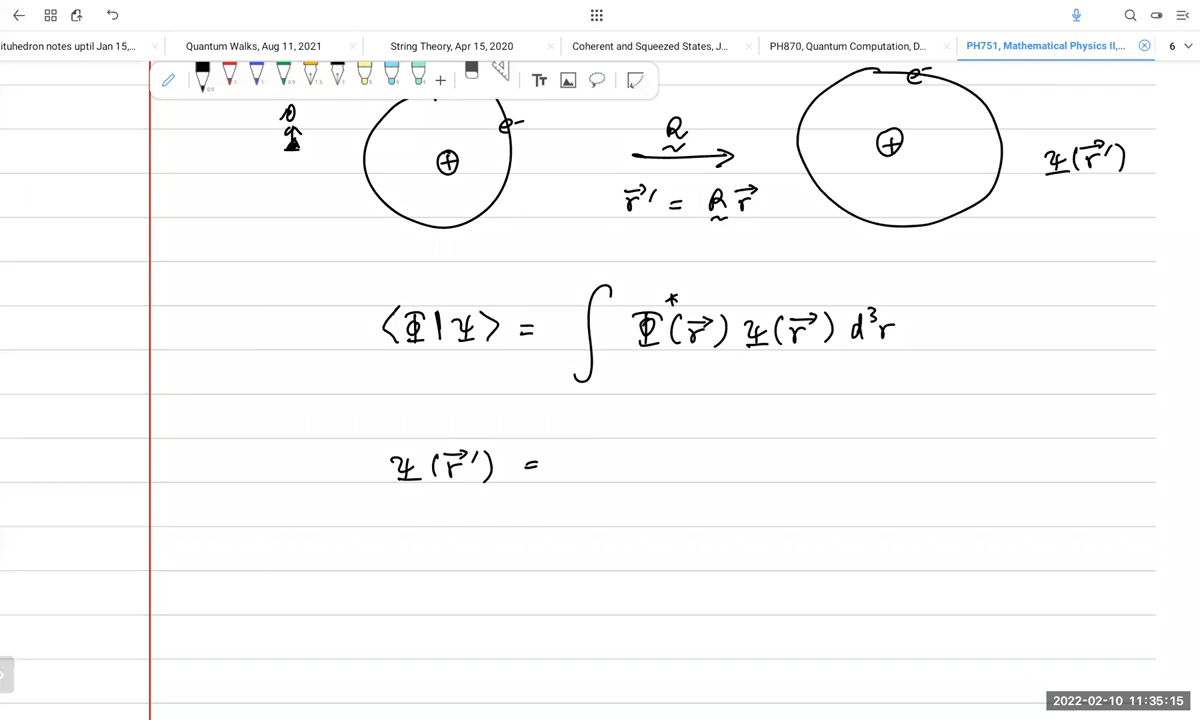 ituhedron notes uptil Jan 15,... Quantum Walks, Aug 11, 2021 String Theory, Apr 15, 2020 Coherent and Squeezed States, J... PH870, Quantum Computation, D... PH751, Mathematical Physics II,... 6
Tт
e⁻ e⁻
⊕ R ⊕ Ψ(r⃗′)
r⃗′ = R r⃗
⟨Φ|Ψ⟩ = ∫ Φ*(r⃗) Ψ(r⃗) d³r
Ψ(r⃗′) =
2022-02-10 11:35:15